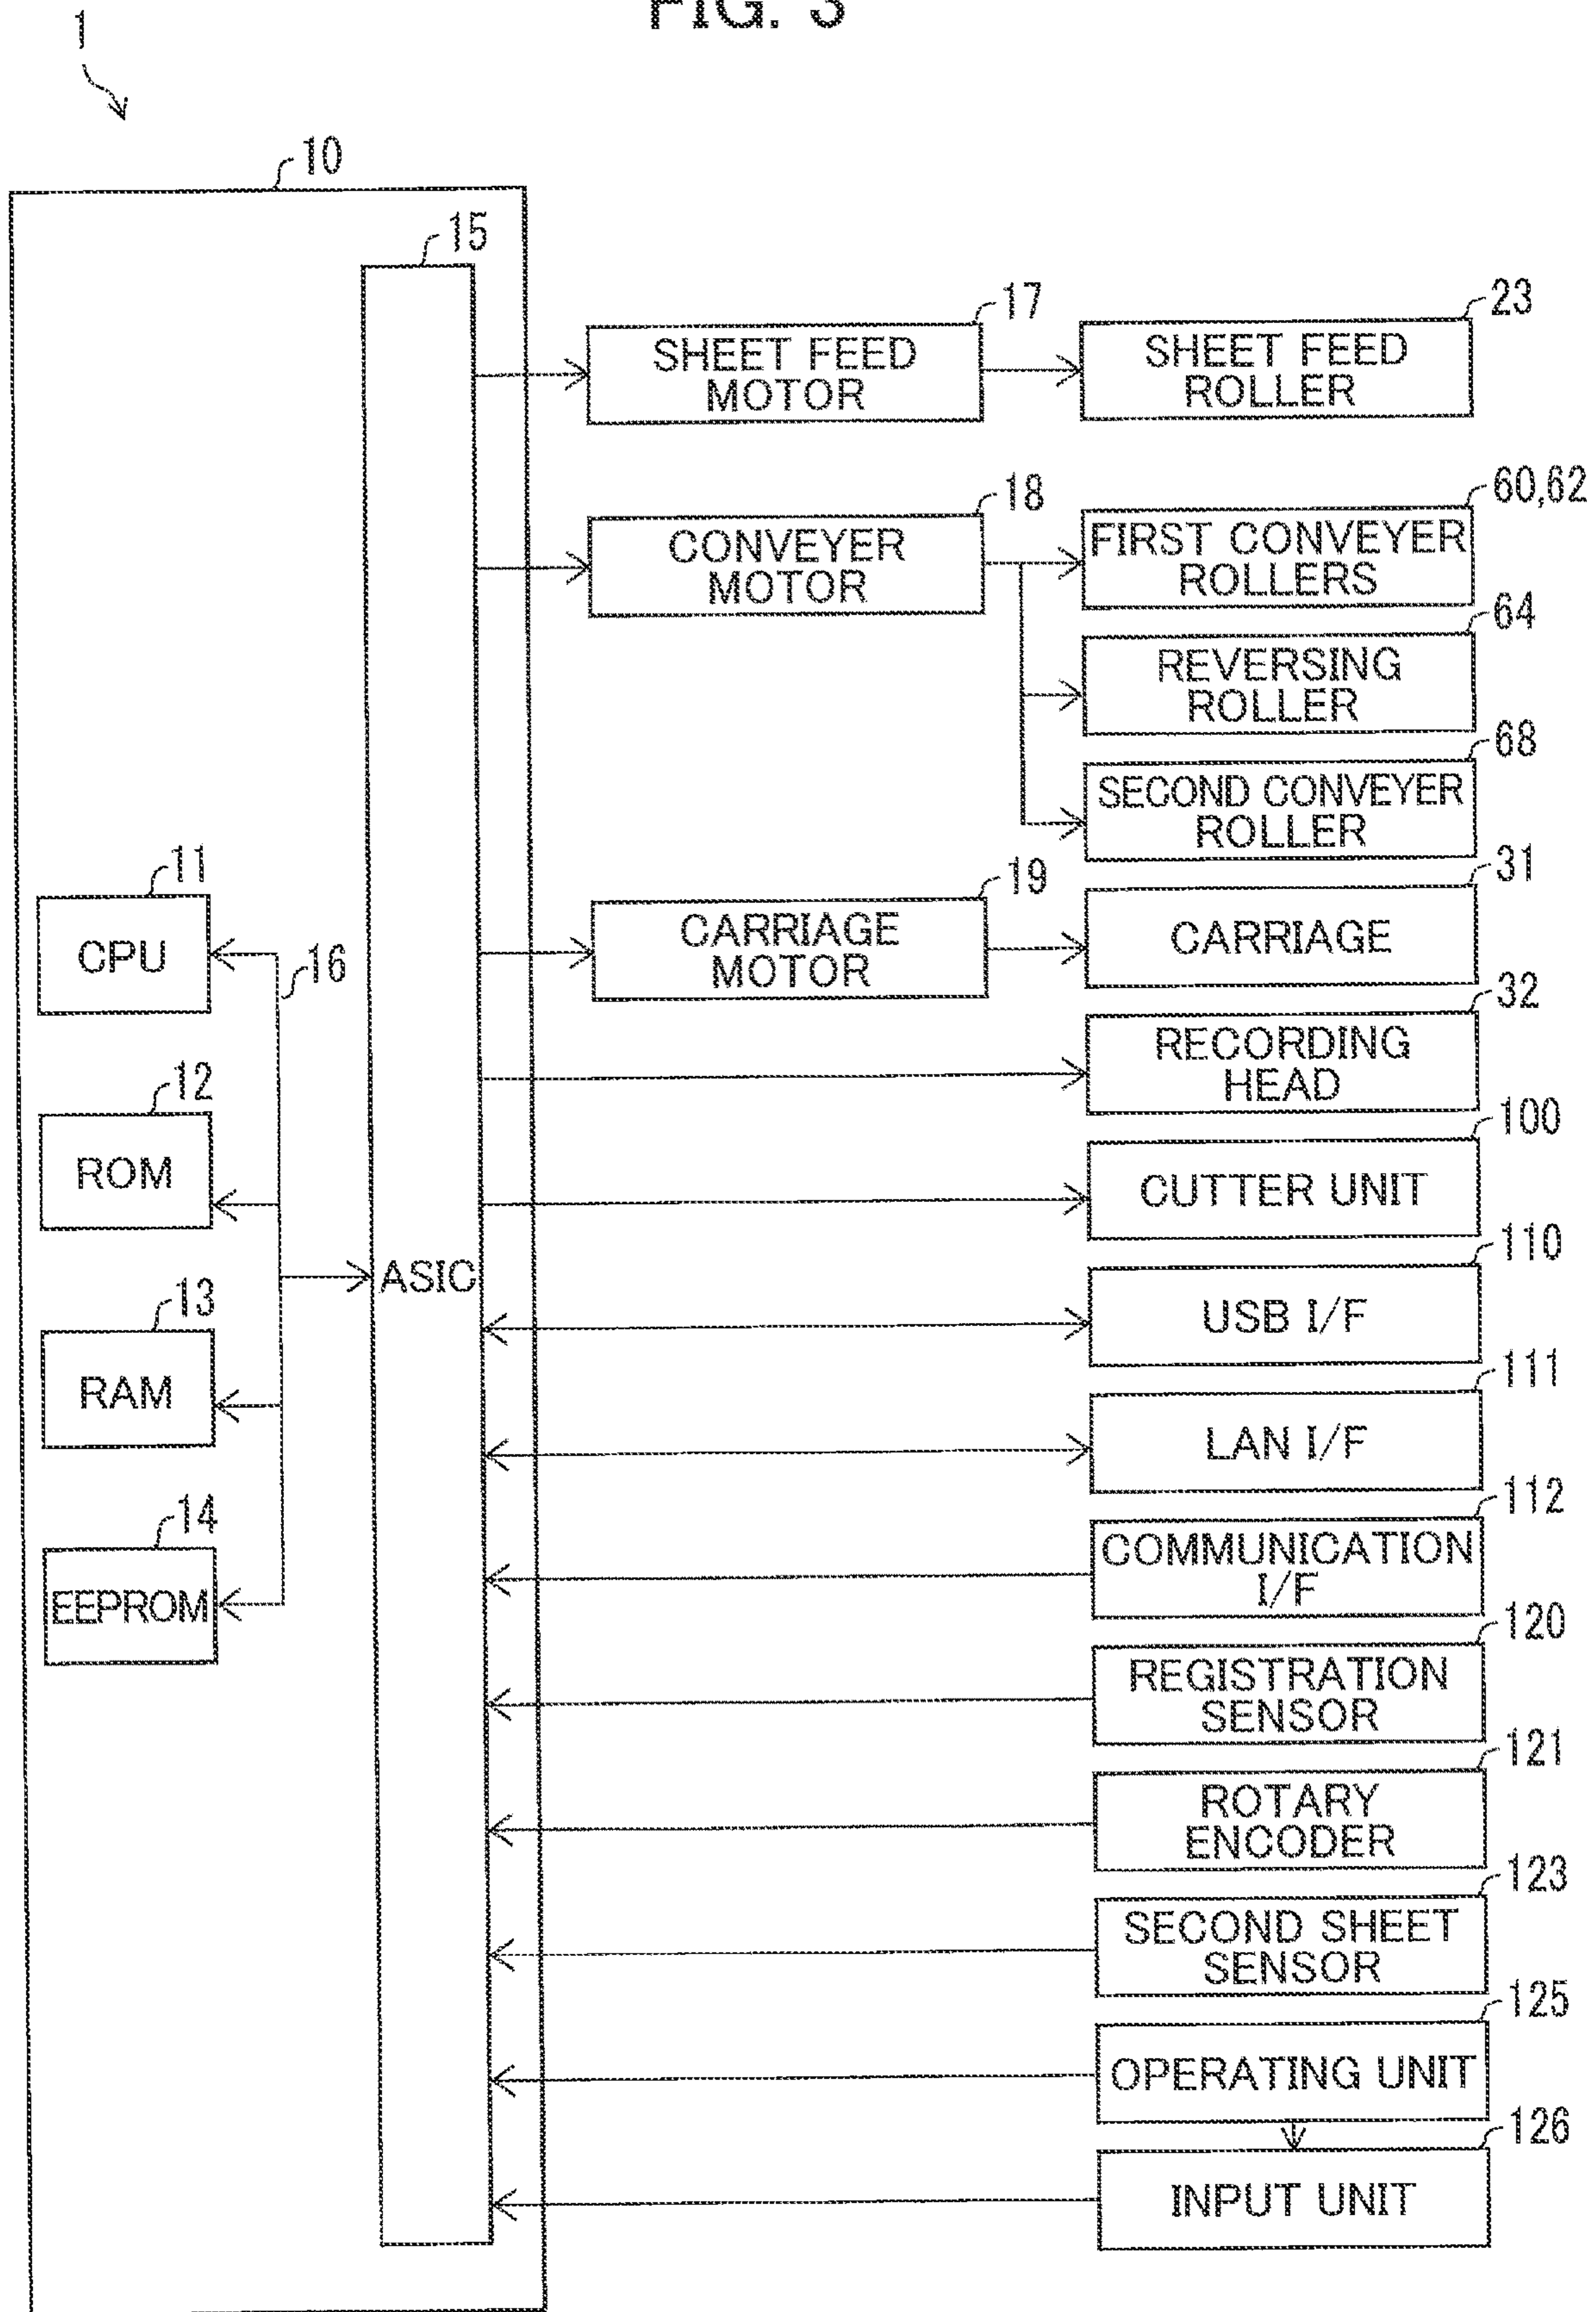 FIG. 3
1
10
15
17
SHEET FEED
MOTOR
23
SHEET FEED
ROLLER
18
CONVEYER
MOTOR
60,62
FIRST CONVEYER
ROLLERS
64
REVERSING
ROLLER
68
SECOND CONVEYER
ROLLER
11
CPU
16
19
CARRIAGE
MOTOR
31
CARRIAGE
32
RECORDING
HEAD
12
ROM
100
CUTTER UNIT
ASIC
110
USB I/F
13
RAM
111
LAN I/F
14
EEPROM
112
COMMUNICATION
I/F
120
REGISTRATION
SENSOR
121
ROTARY
ENCODER
123
SECOND SHEET
SENSOR
125
OPERATING UNIT
126
INPUT UNIT